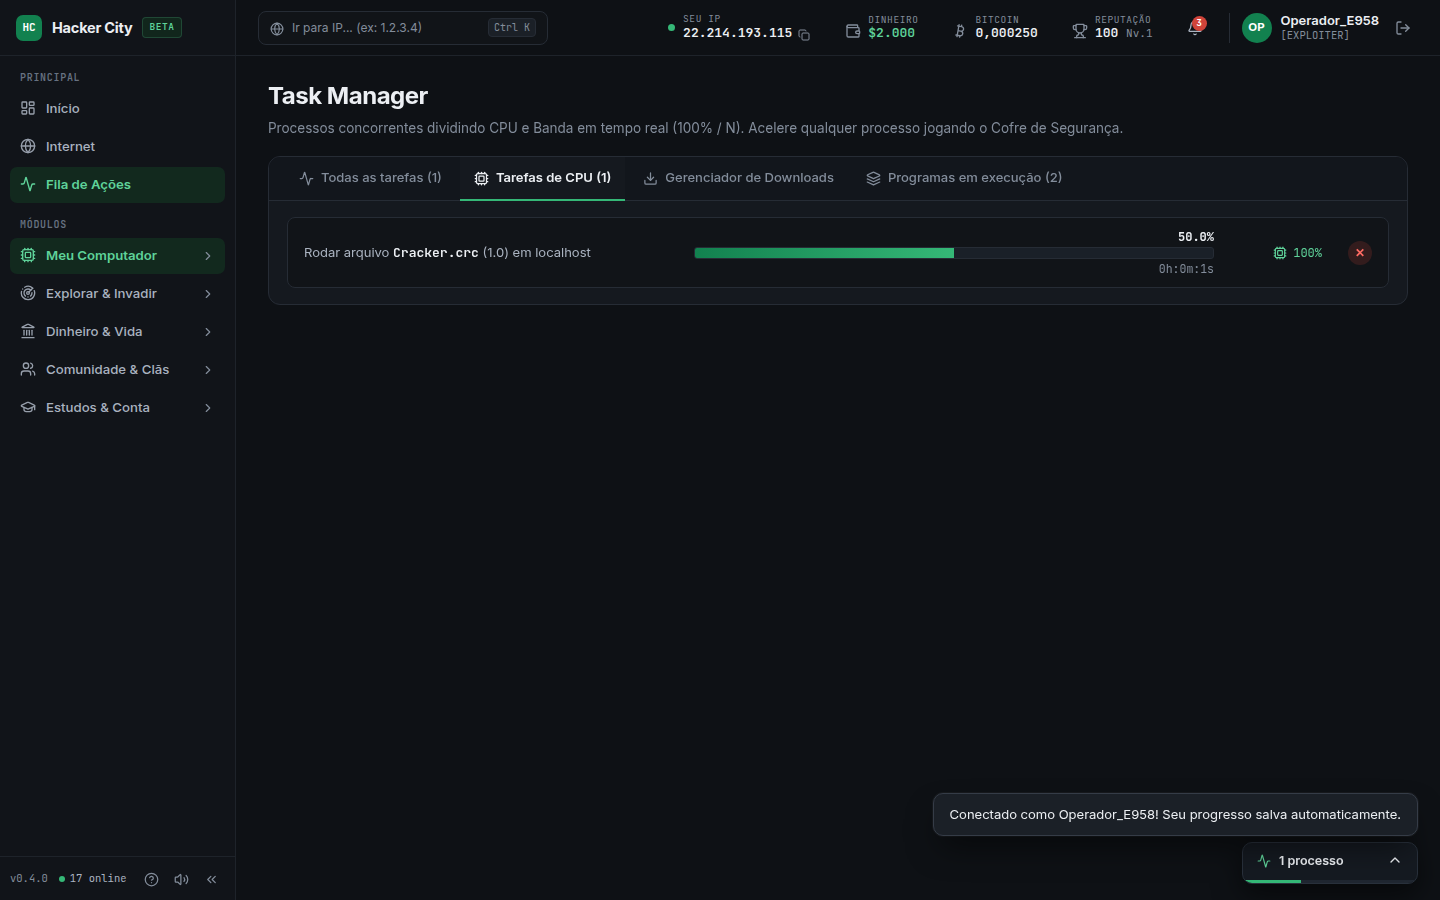 HC Hacker City BETA
Ir para IP... (ex: 1.2.3.4) Ctrl K
SEU IP
22.214.193.115
DINHEIRO
$2.000
BITCOIN
0,000250
REPUTAÇÃO
100 Nv.1
3
OP
Operador_E958
[EXPLOITER]
PRINCIPAL
Início
Internet
Fila de Ações
MÓDULOS
Meu Computador
Explorar & Invadir
Dinheiro & Vida
Comunidade & Clãs
Estudos & Conta
Task Manager
Processos concorrentes dividindo CPU e Banda em tempo real (100% / N). Acelere qualquer processo jogando o Cofre de Segurança.
Todas as tarefas (1) Tarefas de CPU (1) Gerenciador de Downloads Programas em execução (2)
50.0%
Rodar arquivo Cracker.crc (1.0) em localhost 100%
0h:0m:1s
Conectado como Operador_E958! Seu progresso salva automaticamente.
1 processo
v0.4.0 17 online